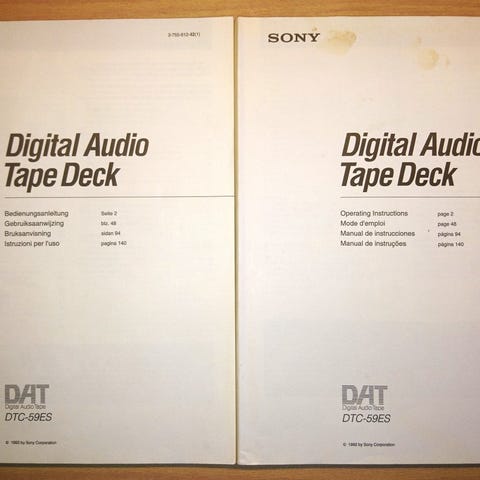 3-755-612-42(1)
Digital Audio
Tape Deck
Bedienungsanleitung Seite 2
Gebruiksaanwijzing blz. 48
Bruksanvisning sidan 94
Istruzioni per l'uso pagina 140
DAT
Digital Audio Tape
DTC-59ES
© 1992 by Sony Corporation
SONY
Digital Audio
Tape Deck
Operating Instructions page 2
Mode d'emploi page 48
Manual de instrucciones página 94
Manual de instruções página 140
DAT
Digital Audio Tape
DTC-59ES
© 1992 by Sony Corporation